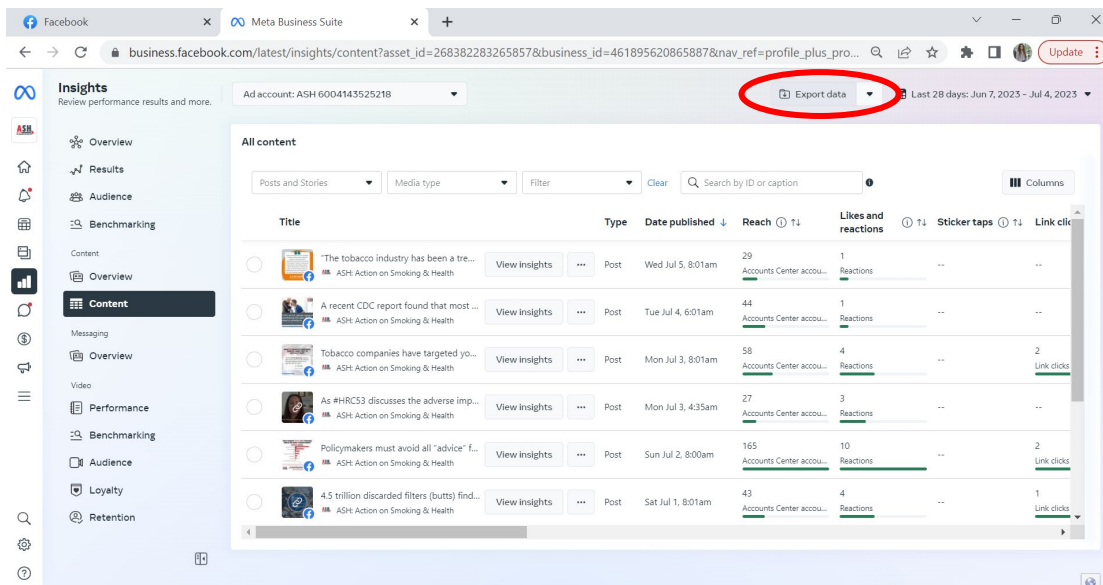 Facebook
Meta Business Suite
business.facebook.com/latest/insights/content?asset_id=268382283265857&business_id=461895620865887&nav_ref=profile_plus_pro...
Update
Insights
Review performance results and more.
Ad account: ASH 6004143525218
Export data
Last 28 days: Jun 7, 2023 – Jul 4, 2023
ASH
Overview
Results
Audience
Benchmarking
Content
Overview
Content
Messaging
Overview
Video
Performance
Benchmarking
Audience
Loyalty
Retention
All content
Posts and Stories
Media type
Filter
Clear
Search by ID or caption
Columns
Title Type Date published Reach Likes and reactions Sticker taps Link clic
"The tobacco industry has been a tre... View insights Post Wed Jul 5, 8:01am 29 1 -- --
ASH: Action on Smoking & Health Accounts Center accou... Reactions
A recent CDC report found that most ... View insights Post Tue Jul 4, 6:01am 44 1 -- --
ASH: Action on Smoking & Health Accounts Center accou... Reactions
Tobacco companies have targeted yo... View insights Post Mon Jul 3, 8:01am 58 4 -- 2
ASH: Action on Smoking & Health Accounts Center accou... Reactions Link clicks
As #HRC53 discusses the adverse imp... View insights Post Mon Jul 3, 4:35am 27 3 -- --
ASH: Action on Smoking & Health Accounts Center accou... Reactions
Policymakers must avoid all "advice" f... View insights Post Sun Jul 2, 8:00am 165 10 -- 2
ASH: Action on Smoking & Health Accounts Center accou... Reactions Link clicks
4.5 trillion discarded filters (butts) find... View insights Post Sat Jul 1, 8:01am 43 4 -- 1
ASH: Action on Smoking & Health Accounts Center accou... Reactions Link clicks